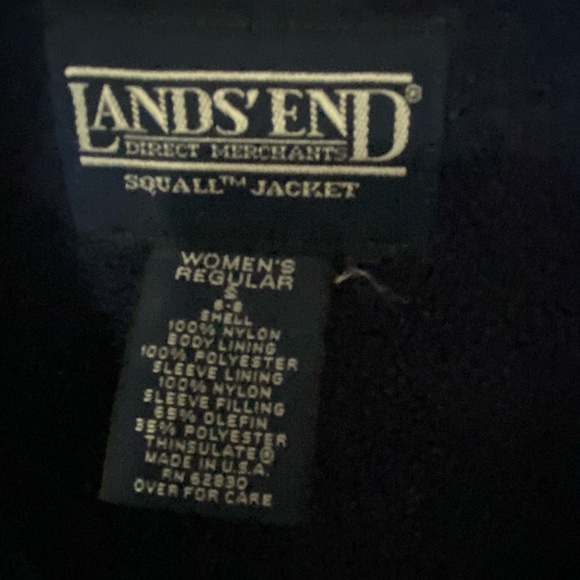 LANDS' END®
DIRECT MERCHANTS
SQUALL™ JACKET
WOMEN'S
REGULAR
S
6-8
SHELL
100% NYLON
BODY LINING
100% POLYESTER
SLEEVE LINING
100% NYLON
SLEEVE FILLING
65% OLEFIN
35% POLYESTER
THINSULATE®
MADE IN U.S.A.
RN 62830
OVER FOR CARE